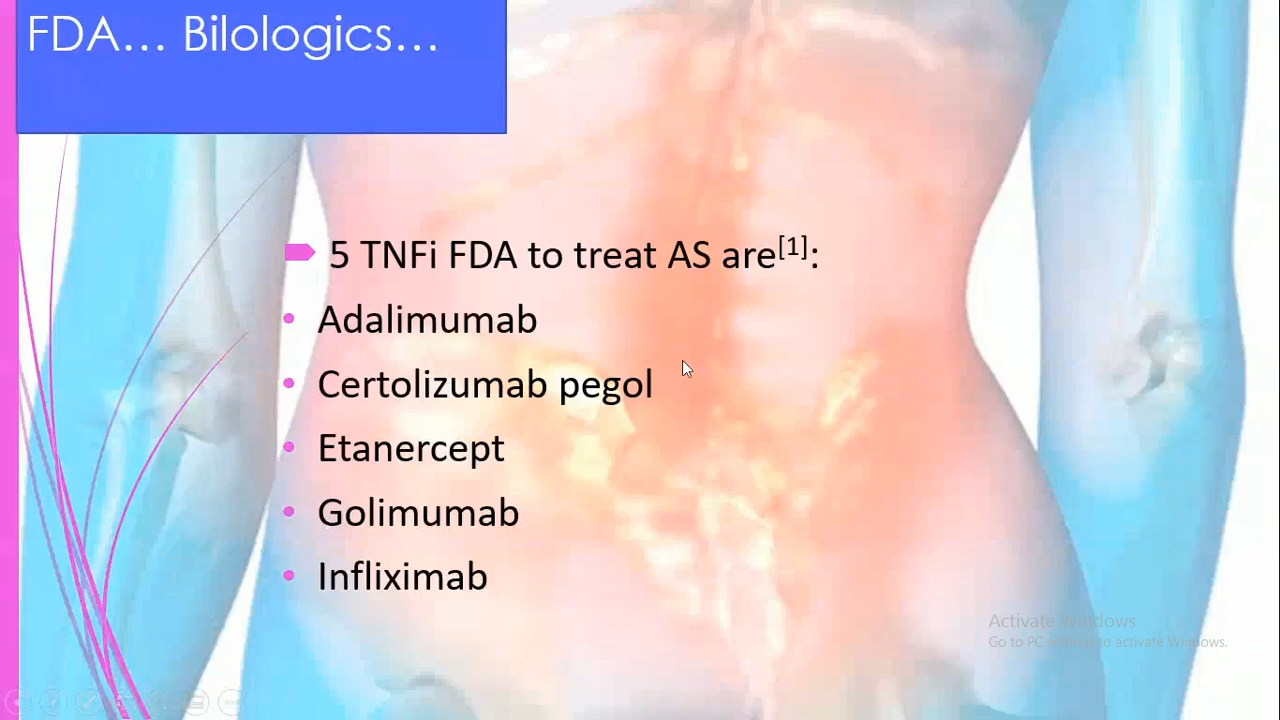 FDA... Bilologics...
5 TNFi FDA to treat AS are[1]:
Adalimumab
Certolizumab pegol
Etanercept
Golimumab
Infliximab
Activate Windows
Go to PC settings to activate Windows.